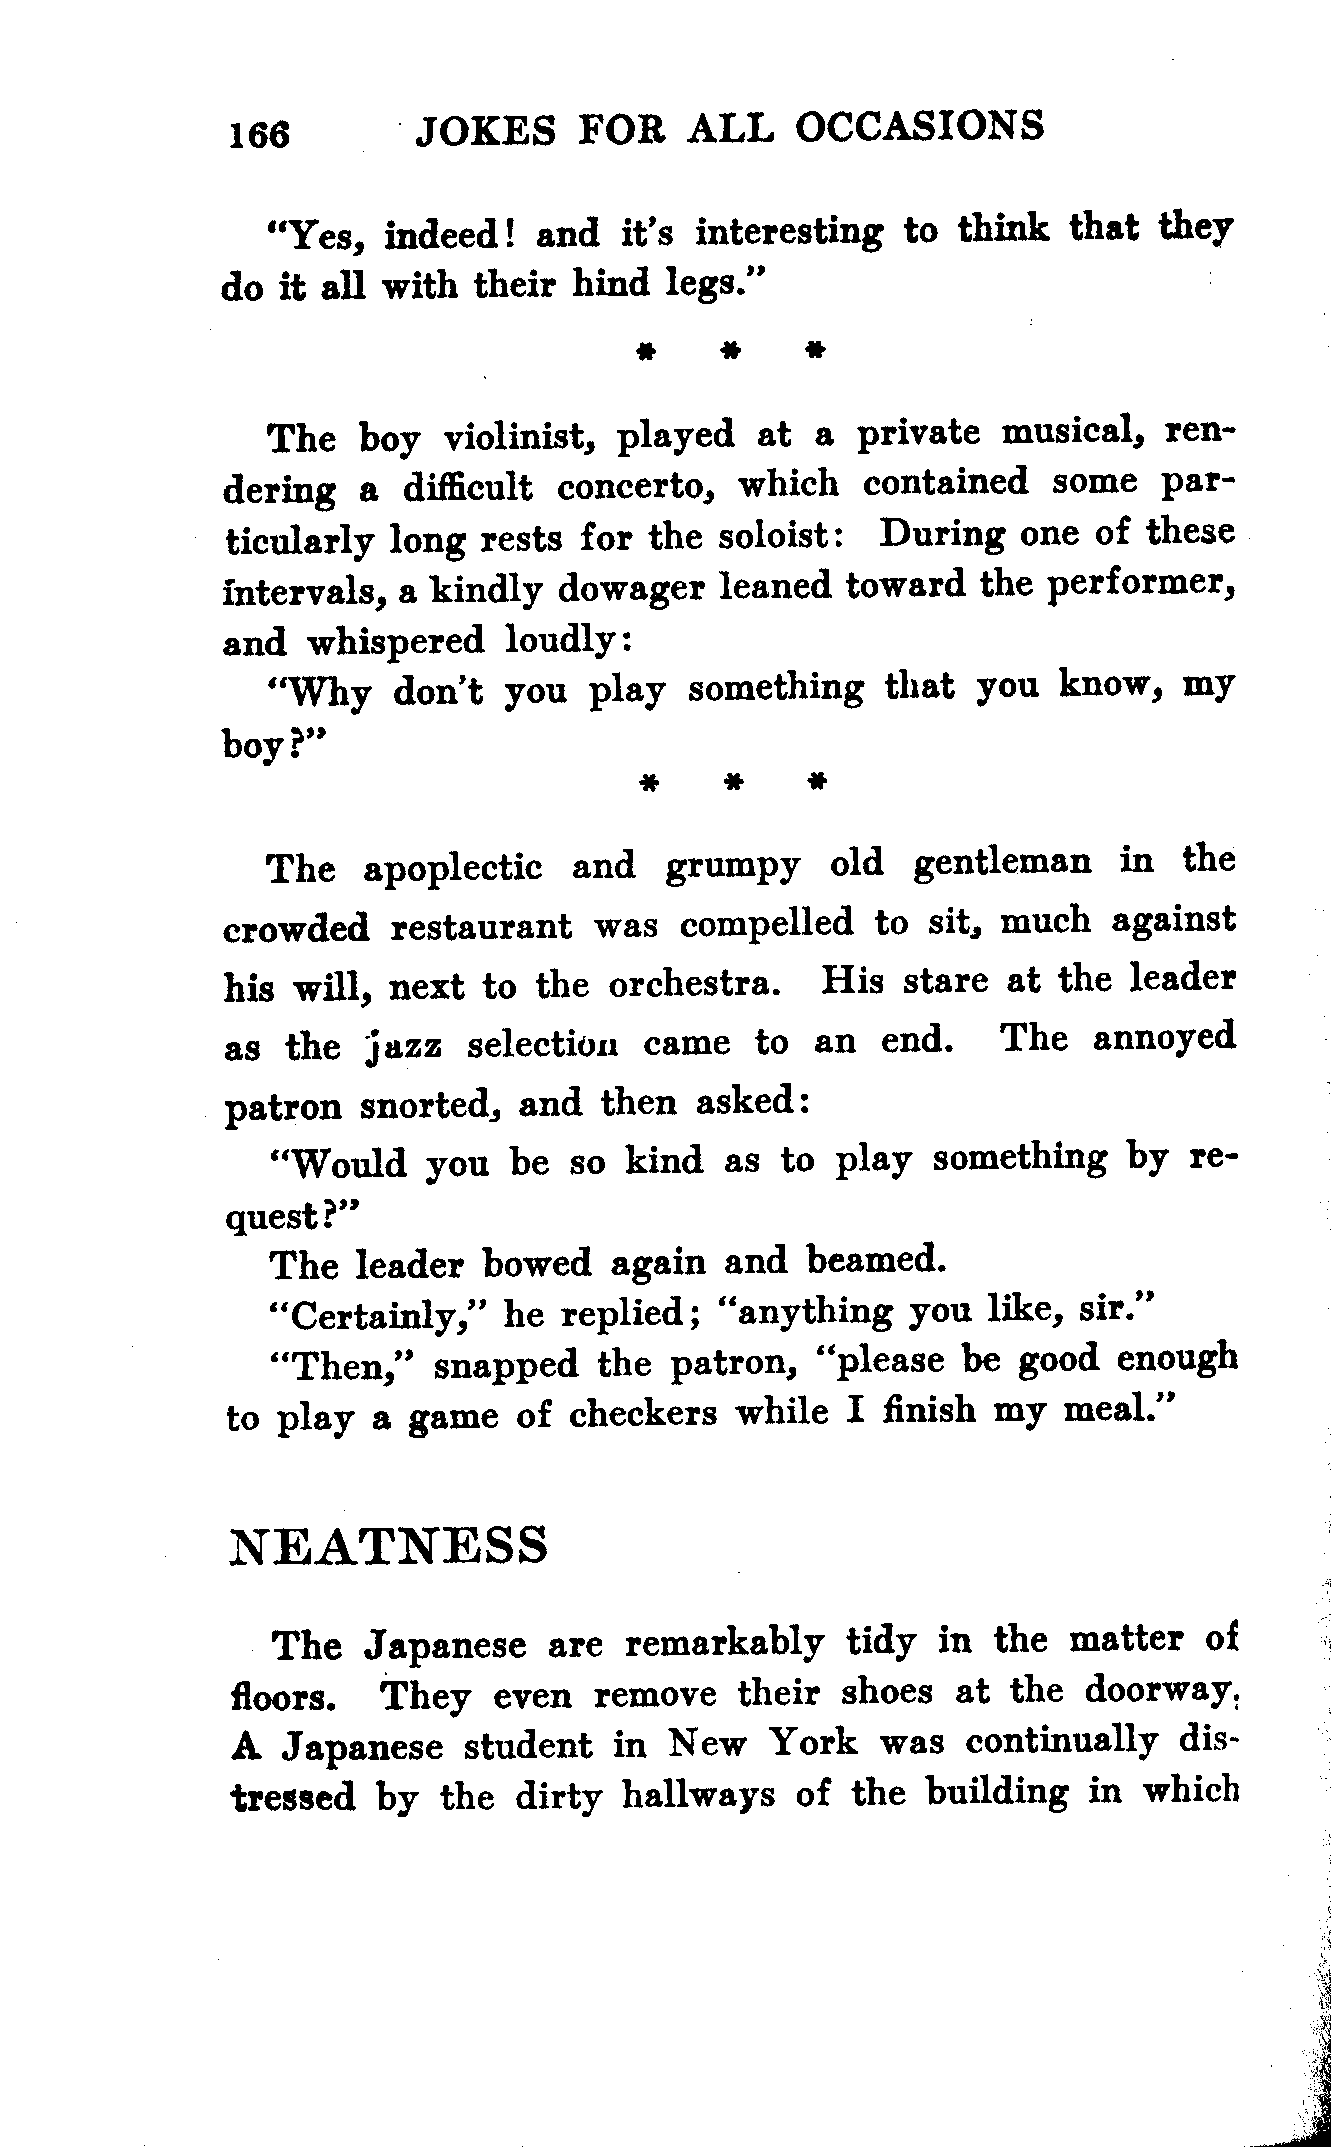 166 JOKES FOR ALL OCCASIONS
"Yes, indeed! and it's interesting to think that they
do it all with their hind legs."
* * *
The boy violinist, played at a private musical, ren-
dering a difficult concerto, which contained some par-
ticularly long rests for the soloist: During one of these
intervals, a kindly dowager leaned toward the performer,
and whispered loudly:
"Why don't you play something that you know, my
boy?"
* * *
The apoplectic and grumpy old gentleman in the
crowded restaurant was compelled to sit, much against
his will, next to the orchestra. His stare at the leader
as the jazz selection came to an end. The annoyed
patron snorted, and then asked:
"Would you be so kind as to play something by re-
quest?"
The leader bowed again and beamed.
"Certainly," he replied; "anything you like, sir."
"Then," snapped the patron, "please be good enough
to play a game of checkers while I finish my meal."
NEATNESS
The Japanese are remarkably tidy in the matter of
floors. They even remove their shoes at the doorway.
A Japanese student in New York was continually dis-
tressed by the dirty hallways of the building in which